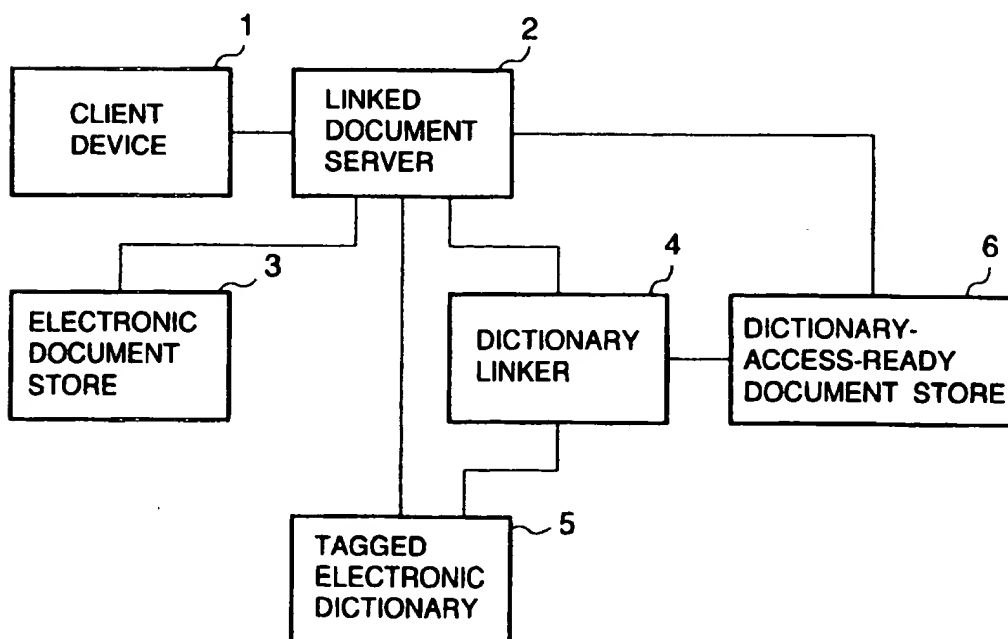 1
CLIENT
DEVICE
2
LINKED
DOCUMENT
SERVER
3
ELECTRONIC
DOCUMENT
STORE
4
DICTIONARY
LINKER
6
DICTIONARY-
ACCESS-READY
DOCUMENT STORE
5
TAGGED
ELECTRONIC
DICTIONARY